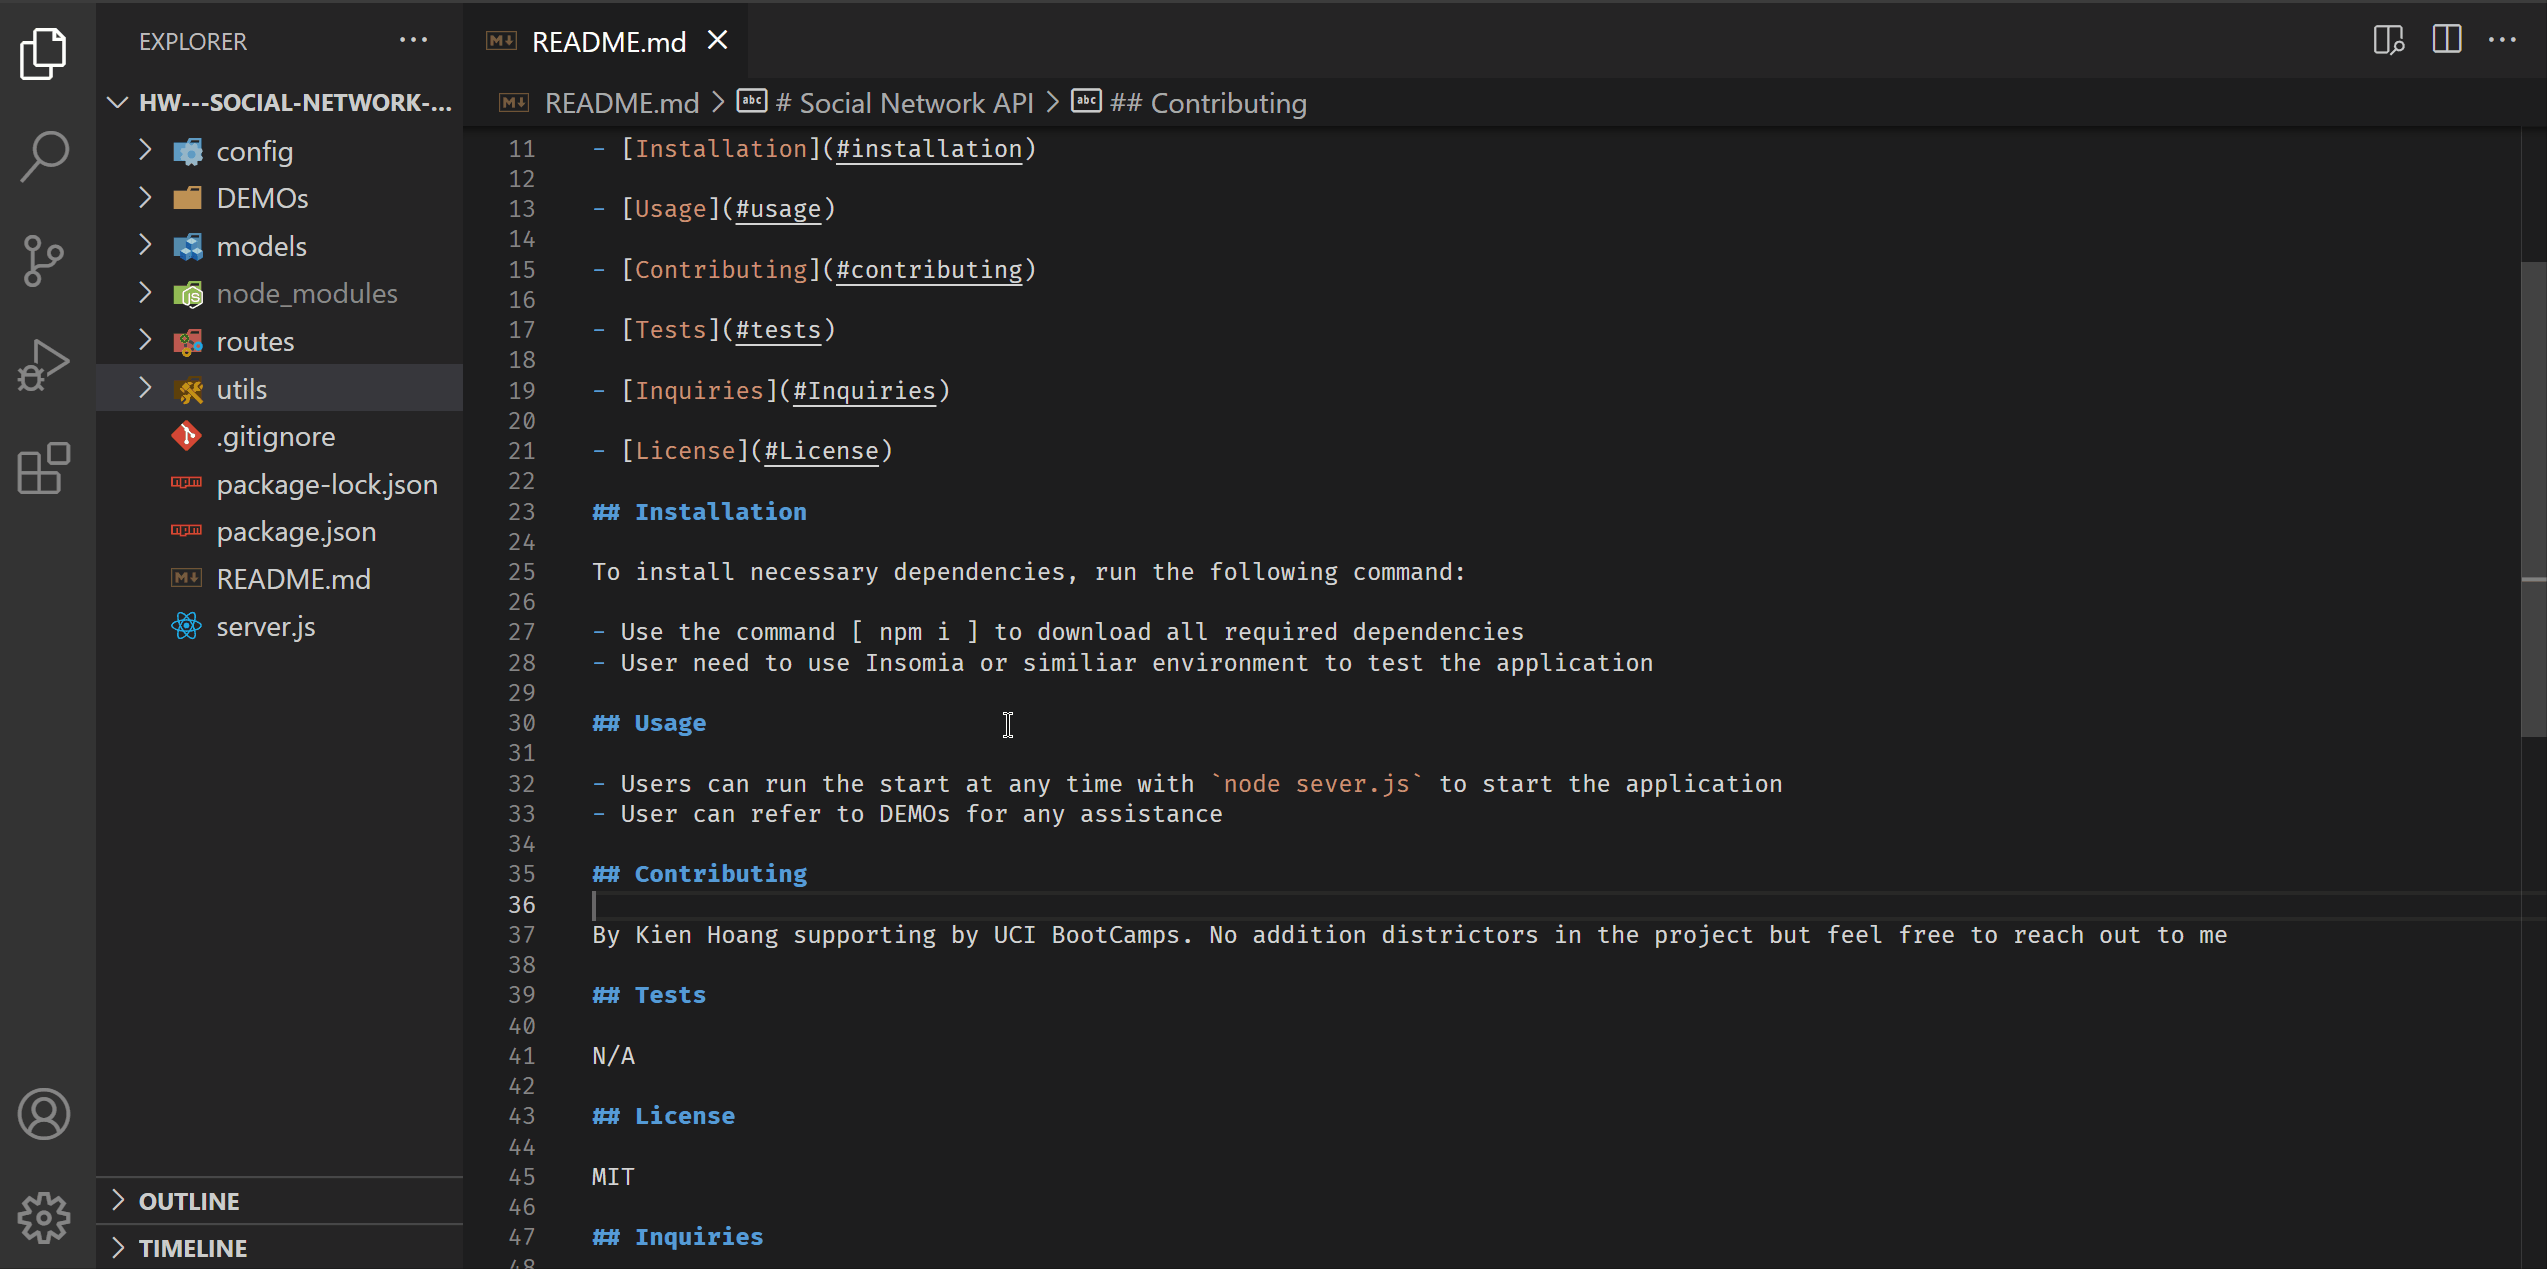 EXPLORER
HW---SOCIAL-NETWORK-...
config
DEMOs
models
node_modules
routes
utils
.gitignore
package-lock.json
package.json
README.md
server.js
OUTLINE
TIMELINE
README.md
README.md > # Social Network API > ## Contributing
11 - [Installation](#installation)
12
13 - [Usage](#usage)
14
15 - [Contributing](#contributing)
16
17 - [Tests](#tests)
18
19 - [Inquiries](#Inquiries)
20
21 - [License](#License)
22
23 ## Installation
24
25 To install necessary dependencies, run the following command:
26
27 - Use the command [ npm i ] to download all required dependencies
28 - User need to use Insomia or similiar environment to test the application
29
30 ## Usage
31
32 - Users can run the start at any time with `node sever.js` to start the application
33 - User can refer to DEMOs for any assistance
34
35 ## Contributing
36
37 By Kien Hoang supporting by UCI BootCamps. No addition districtors in the project but feel free to reach out to me
38
39 ## Tests
40
41 N/A
42
43 ## License
44
45 MIT
46
47 ## Inquiries
48